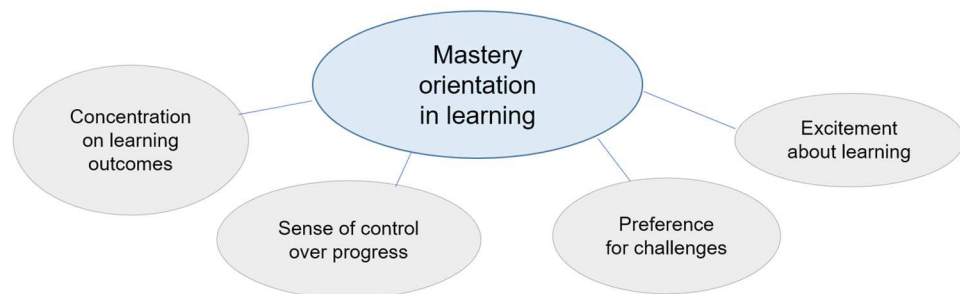 Mastery
orientation
in learning
Concentration
on learning
outcomes
Sense of control
over progress
Preference
for challenges
Excitement
about learning